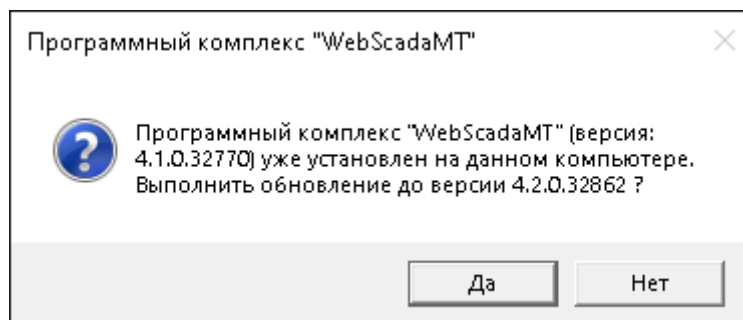 Программный комплекс "WebScadaMT"
Программный комплекс "WebScadaMT" (версия:
4.1.0.32770) уже установлен на данном компьютере.
Выполнить обновление до версии 4.2.0.32862 ?
Да
Нет